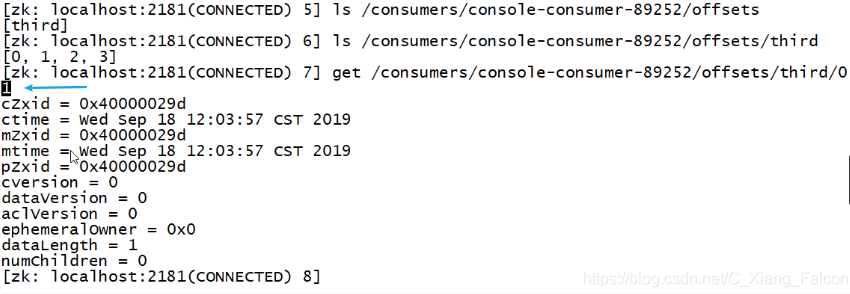 [zk: localhost:2181(CONNECTED) 5] ls /consumers/console-consumer-89252/offsets
[third]
[zk: localhost:2181(CONNECTED) 6] ls /consumers/console-consumer-89252/offsets/third
[0, 1, 2, 3]
[zk: localhost:2181(CONNECTED) 7] get /consumers/console-consumer-89252/offsets/third/0
1
cZxid = 0x40000029d
ctime = Wed Sep 18 12:03:57 CST 2019
mZxid = 0x40000029d
mtime = Wed Sep 18 12:03:57 CST 2019
pZxid = 0x40000029d
cversion = 0
dataVersion = 0
aclVersion = 0
ephemeralOwner = 0x0
dataLength = 1
numChildren = 0
[zk: localhost:2181(CONNECTED) 8]
https://blog.csdn.net/C_Xiang_Falcon